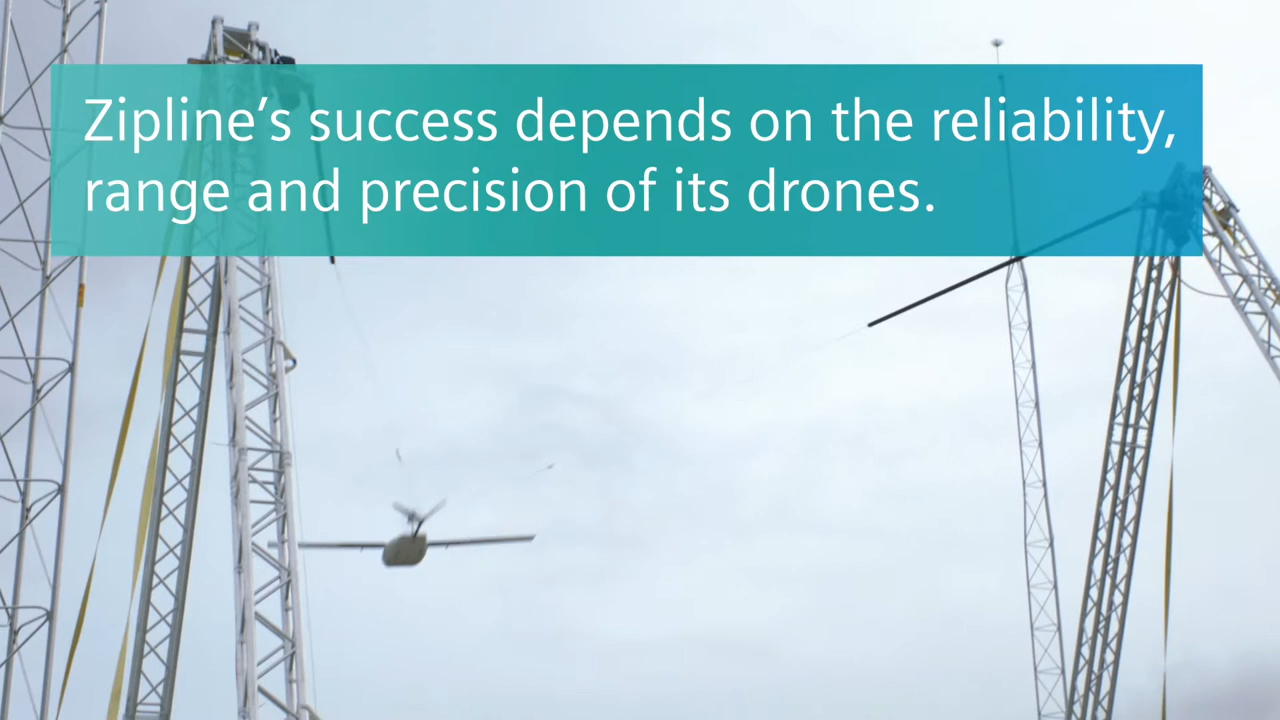 Zipline’s success depends on the reliability,
range and precision of its drones.